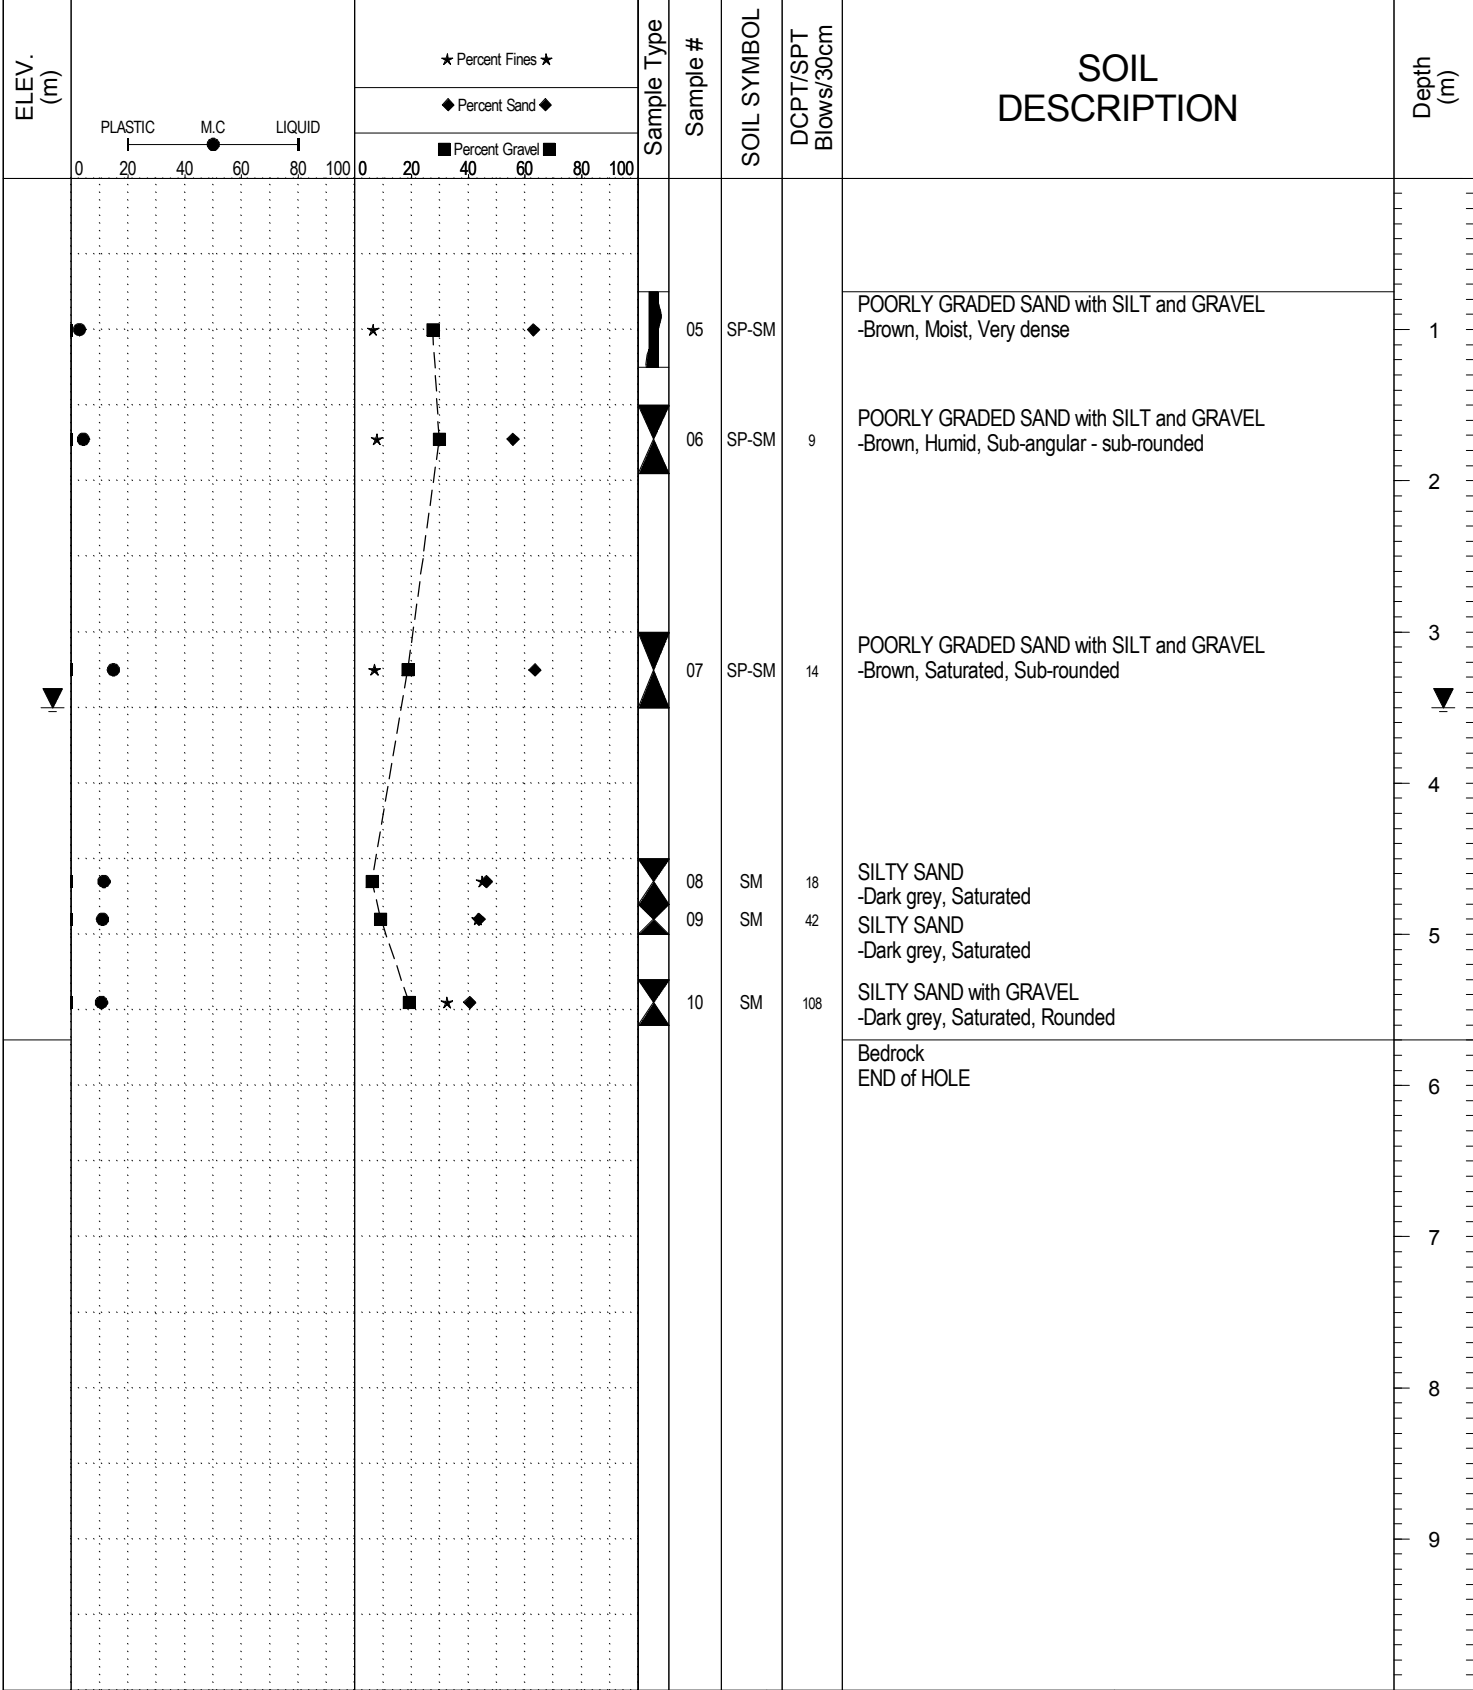 ELEV.
(m)
PLASTIC M.C LIQUID
0 20 40 60 80 100
★ Percent Fines ★
◆ Percent Sand ◆
■ Percent Gravel ■
0 20 40 60 80 100
Sample Type
Sample #
SOIL SYMBOL
DCPT/SPT
Blows/30cm
SOIL
DESCRIPTION
Depth
(m)
POORLY GRADED SAND with SILT and GRAVEL
05 SP-SM -Brown, Moist, Very dense 1
POORLY GRADED SAND with SILT and GRAVEL
06 SP-SM 9 -Brown, Humid, Sub-angular - sub-rounded
2
3
POORLY GRADED SAND with SILT and GRAVEL
07 SP-SM 14 -Brown, Saturated, Sub-rounded
4
08 SM 18 SILTY SAND
-Dark grey, Saturated
09 SM 42 SILTY SAND
-Dark grey, Saturated
5
10 SM 108 SILTY SAND with GRAVEL
-Dark grey, Saturated, Rounded
Bedrock
END of HOLE
6
7
8
9